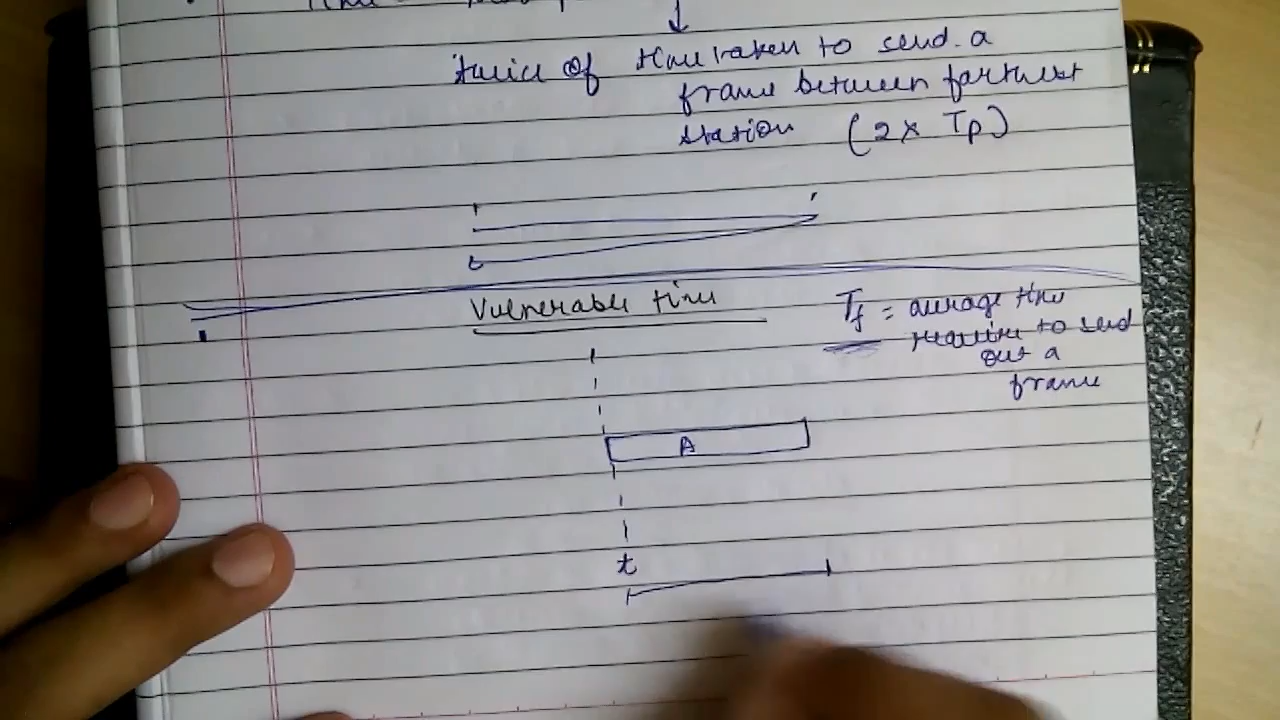 twice of time taken to send a
frame between farthest
station (2 x Tp)
Vulnerable time
Tf = average time
require to send
out a
frame
A
t